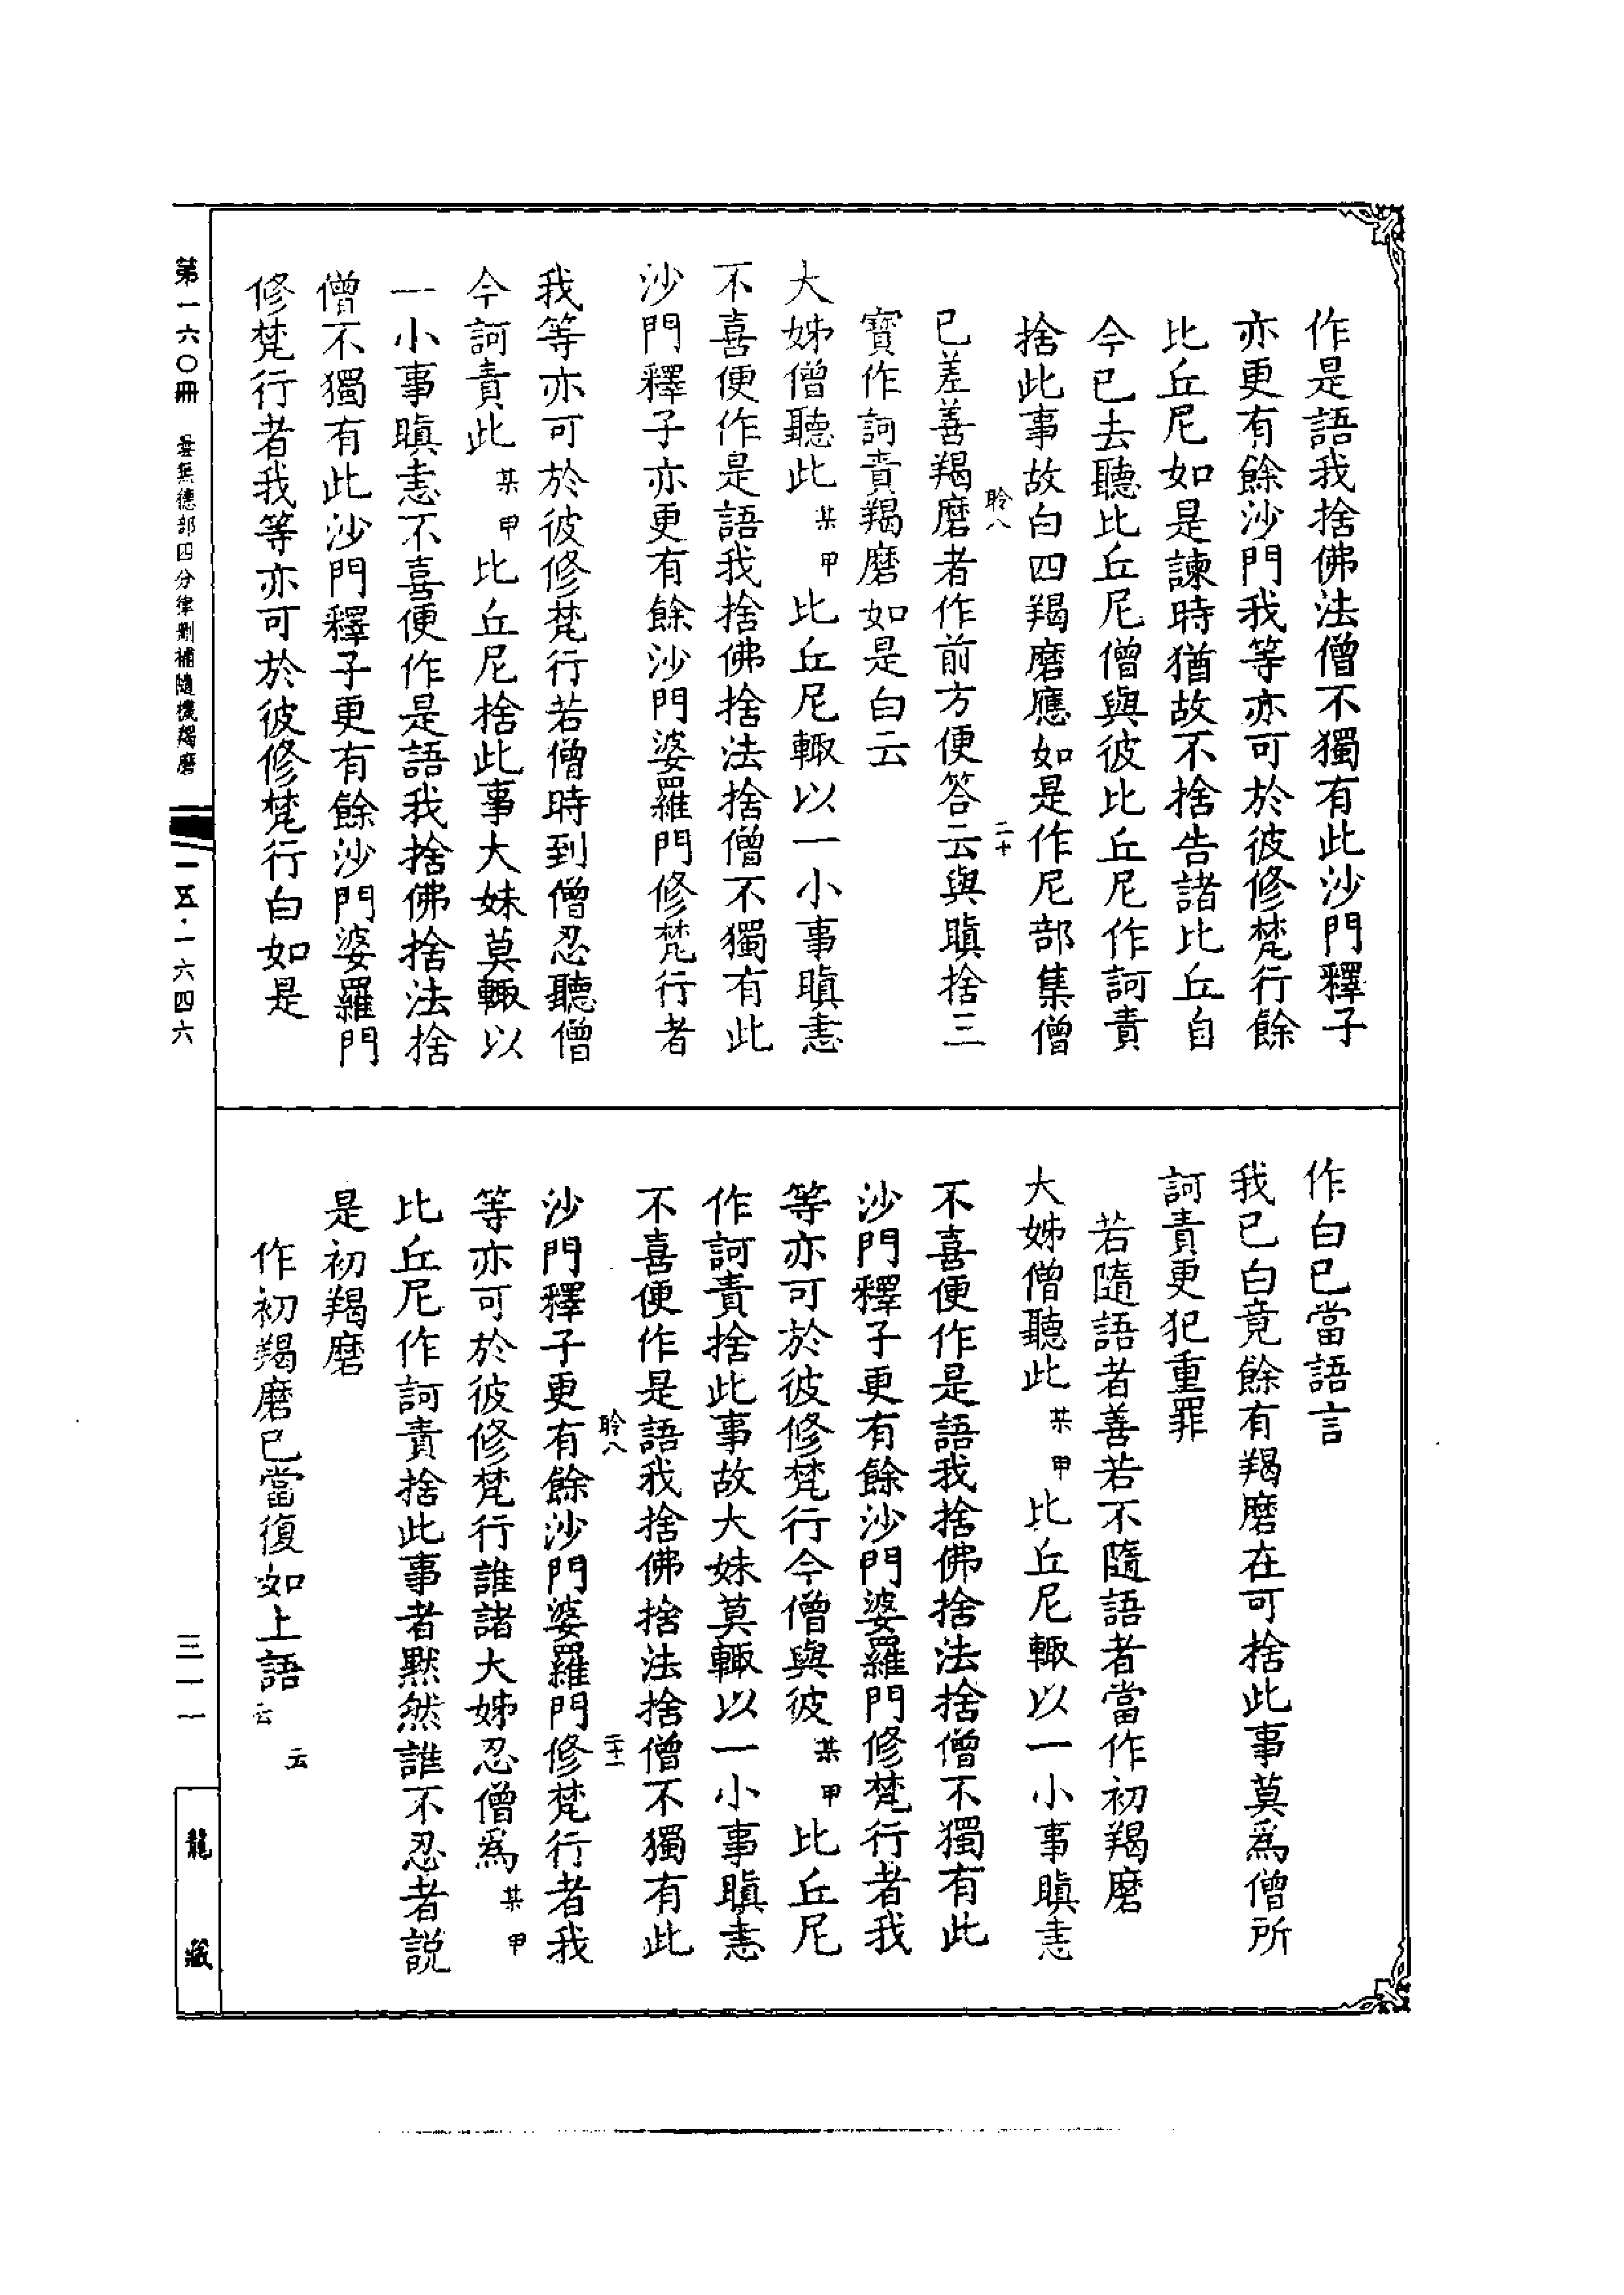 作是語我捨佛法僧不獨有此沙門釋子
亦更有餘沙門我等亦可於彼修梵行餘
比丘尼如是諫時猶故不捨告諸比丘自
今已去聽比丘尼僧與彼比丘尼作訶責
捨此事故白四羯磨應如是作尼部集僧
聆八
二十
已差善羯磨者作前方便答云與瞋捨三
寶作訶責羯磨如是白云
大姊僧聽此某甲比丘尼輙以一小事瞋恚
不喜便作是語我捨佛捨法捨僧不獨有此
沙門釋子亦更有餘沙門婆羅門修梵行者
我等亦可於彼修梵行若僧時到僧忍聽僧
今訶責此某甲比丘尼捨此事大妹莫輙以
一小事瞋恚不喜便作是語我捨佛捨法捨
僧不獨有此沙門釋子更有餘沙門婆羅門
修梵行者我等亦可於彼修梵行白如是
作白已當語言
我已白竟餘有羯磨在可捨此事莫爲僧所
訶責更犯重罪
若隨語者善若不隨語者當作初羯磨
大姊僧聽此某甲比丘尼輙以一小事瞋恚
不喜便作是語我捨佛捨法捨僧不獨有此
沙門釋子更有餘沙門婆羅門修梵行者我
等亦可於彼修梵行今僧與彼某甲比丘尼
作訶責捨此事故大妹莫輙以一小事瞋恚
不喜便作是語我捨佛捨法捨僧不獨有此
聆八
二十一
沙門釋子更有餘沙門婆羅門修梵行者我
等亦可於彼修梵行誰諸大姊忍僧爲某甲
比丘尼作訶責捨此事者默然誰不忍者説
是初羯磨
作初羯磨已當復如上語云云
第一六〇冊 曇無德部四分律刪補隨機羯磨
一五·一六四六
三一一
龍藏